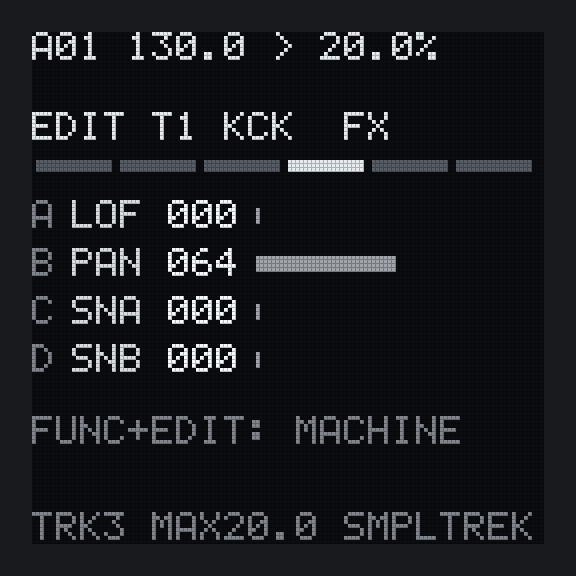 A01 130.0 > 20.0%
EDIT T1 KCK FX
A LOF 000
B PAN 064
C SNA 000
D SNB 000
FUNC+EDIT: MACHINE
TRK3 MAX20.0 SMPLTREK